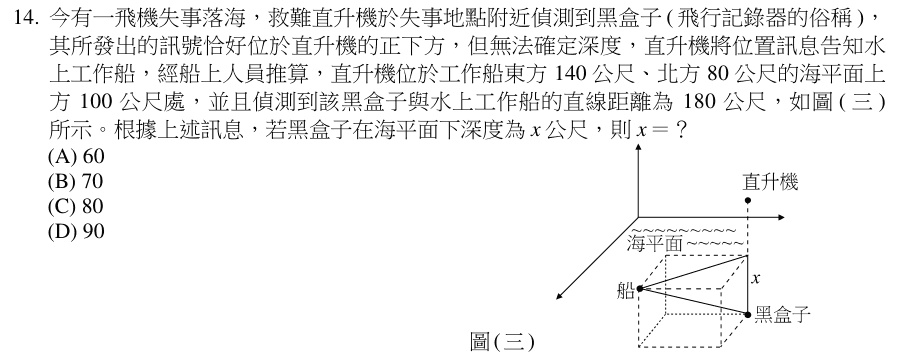 14. 今有一飛機失事落海，救難直升機於失事地點附近偵測到黑盒子(飛行記錄器的俗稱)，
其所發出的訊號恰好位於直升機的正下方，但無法確定深度，直升機將位置訊息告知水
上工作船，經船上人員推算，直升機位於工作船東方 140 公尺、北方 80 公尺的海平面上
方 100 公尺處，並且偵測到該黑盒子與水上工作船的直線距離為 180 公尺，如圖(三)
所示。根據上述訊息，若黑盒子在海平面下深度為 x 公尺，則 x = ？
(A) 60
(B) 70
(C) 80
(D) 90
直升機
海平面
船
x
黑盒子
圖(三)